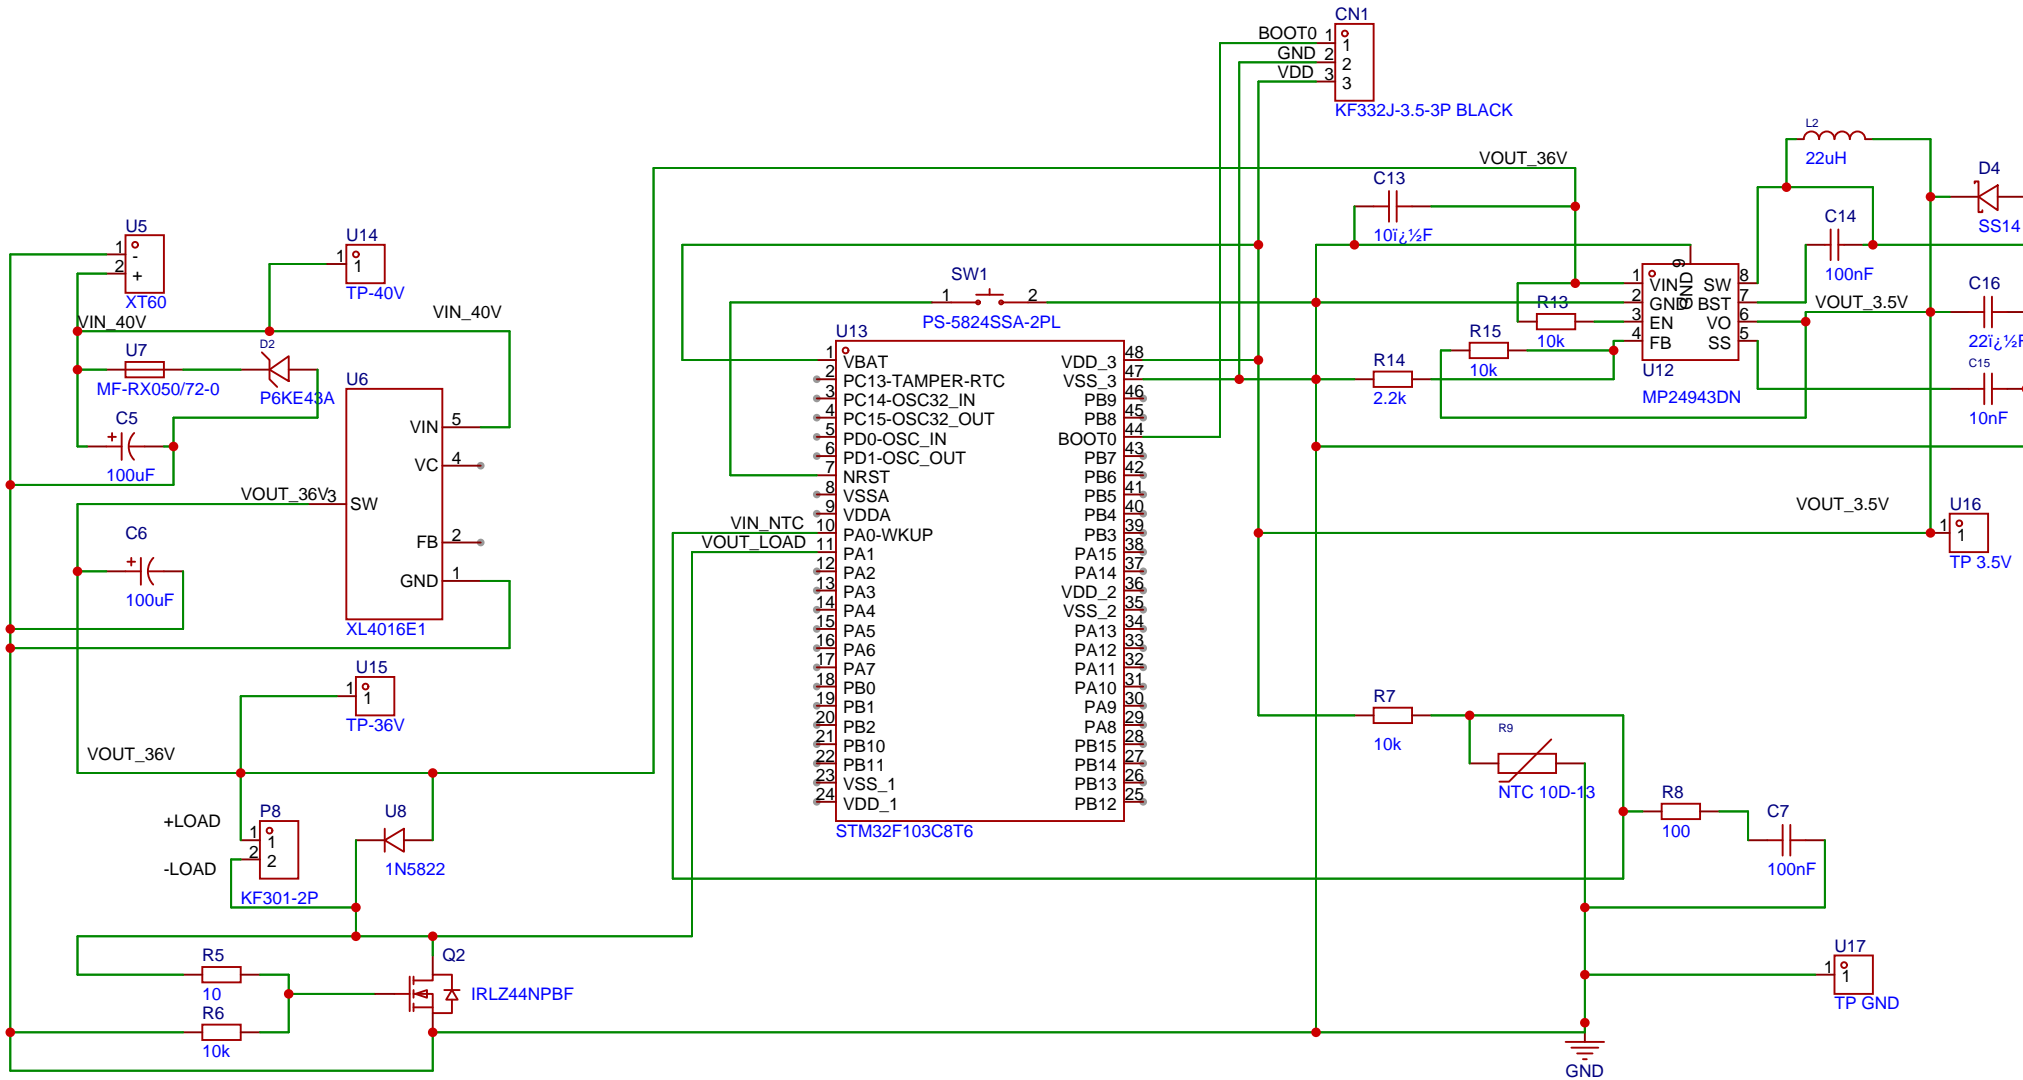 CN1
BOOT0 1 1
GND 2 2
VDD 3 3
KF332J-3.5-3P BLACK
L2
22uH
VOUT_36V
C13
10ï¿½F
D4
SS14
C14
100nF
U5
1 -
2 +
XT60
U14
1 1
TP-40V
VIN_40V
VIN_40V
U7
MF-RX050/72-0
D2
P6KE43A
C5
100uF
U6
VIN 5
VC 4
VOUT_36V 3 SW
FB 2
GND 1
XL4016E1
C6
100uF
U15
1 1
TP-36V
VOUT_36V
+LOAD
-LOAD
P8
1 1
2 2
KF301-2P
U8
1N5822
R5
10
R6
10k
Q2
IRLZ44NPBF
SW1
1 2
PS-5824SSA-2PL
U13
1 VBAT
2 PC13-TAMPER-RTC
3 PC14-OSC32_IN
4 PC15-OSC32_OUT
5 PD0-OSC_IN
6 PD1-OSC_OUT
7 NRST
8 VSSA
9 VDDA
VIN_NTC 10 PA0-WKUP
VOUT_LOAD 11 PA1
12 PA2
13 PA3
14 PA4
15 PA5
16 PA6
17 PA7
18 PB0
19 PB1
20 PB2
21 PB10
22 PB11
23 VSS_1
24 VDD_1
VDD_3 48
VSS_3 47
PB9 46
PB8 45
BOOT0 44
PB7 43
PB6 42
PB5 41
PB4 40
PB3 39
PA15 38
PA14 37
VDD_2 36
VSS_2 35
PA13 34
PA12 33
PA11 32
PA10 31
PA9 30
PA8 29
PB15 28
PB14 27
PB13 26
PB12 25
STM32F103C8T6
R14
2.2k
R15
10k
R13
10k
9
GND
1 VIN SW 8
2 GND BST 7
3 EN VO 6
4 FB SS 5
U12
MP24943DN
VOUT_3.5V
C16
22ï¿½F
C15
10nF
VOUT_3.5V
U16
1 1
TP 3.5V
R7
10k
R9
NTC 10D-13
R8
100
C7
100nF
U17
1 1
TP GND
GND